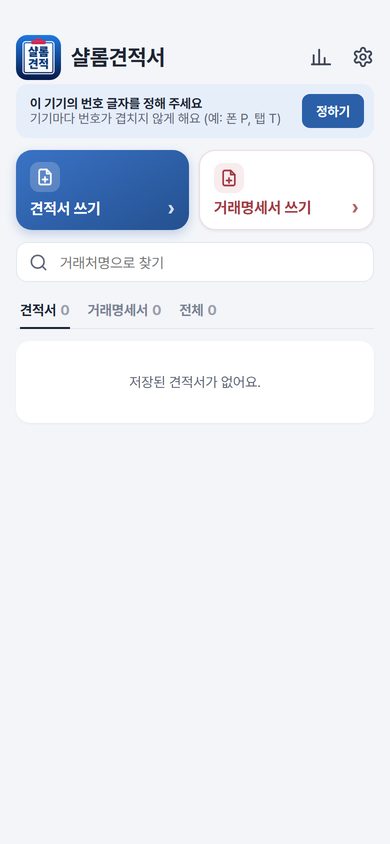 샬롬
견적
샬롬견적서
이 기기의 번호 글자를 정해 주세요
기기마다 번호가 겹치지 않게 해요 (예: 폰 P, 탭 T)
정하기
견적서 쓰기 ›
거래명세서 쓰기 ›
거래처명으로 찾기
견적서 0 거래명세서 0 전체 0
저장된 견적서가 없어요.